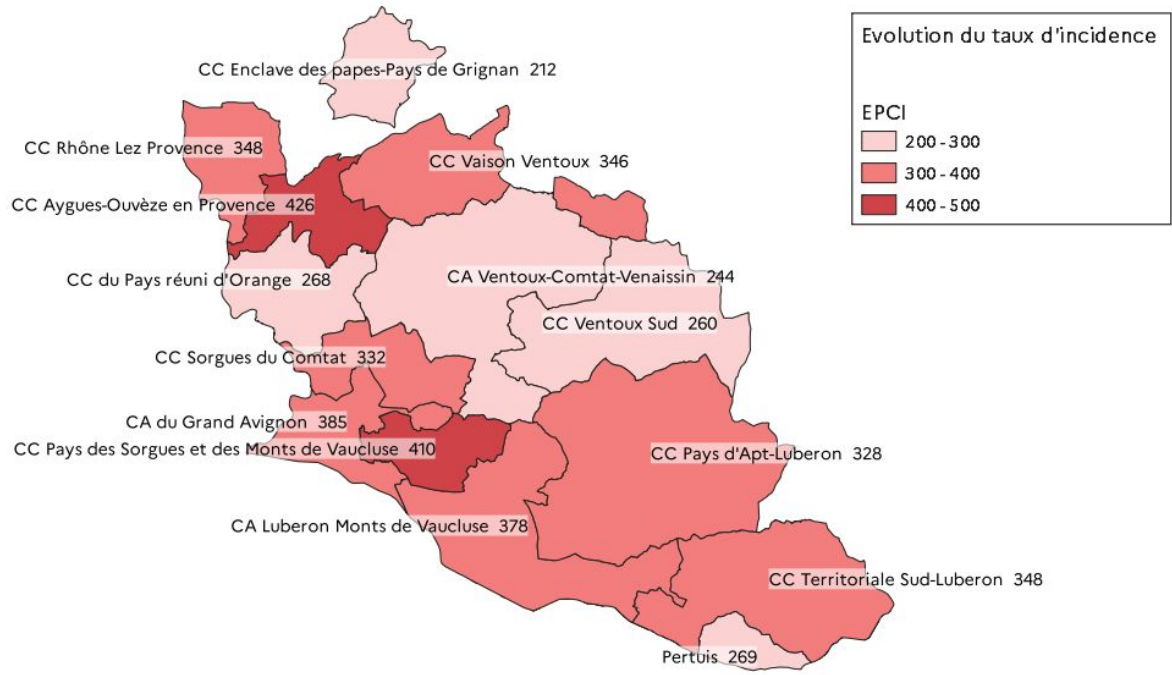 Evolution du taux d'incidence
EPCI
200 - 300
300 - 400
400 - 500
CC Enclave des papes-Pays de Grignan 212
CC Rhône Lez Provence 348
CC Vaison Ventoux 346
CC Aygues-Ouvèze en Provence 426
CC du Pays réuni d'Orange 268
CA Ventoux-Comtat-Venaissin 244
CC Ventoux Sud 260
CC Sorgues du Comtat 332
CA du Grand Avignon 385
CC Pays des Sorgues et des Monts de Vaucluse 410
CC Pays d'Apt-Luberon 328
CA Luberon Monts de Vaucluse 378
CC Territoriale Sud-Luberon 348
Pertuis 269